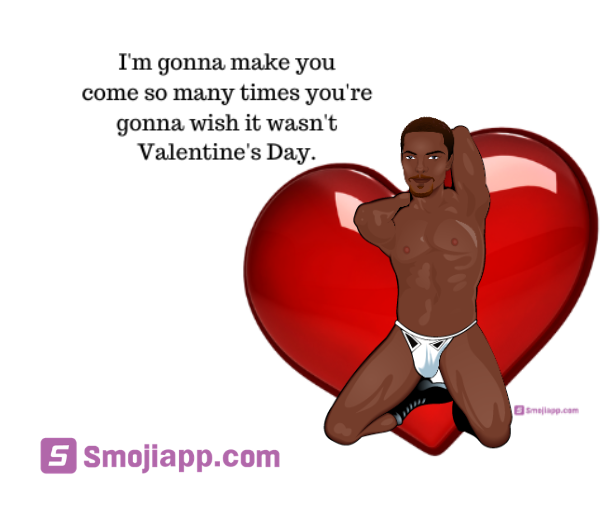 I'm gonna make you
come so many times you're
gonna wish it wasn't
Valentine's Day.
S Smojiapp.com
S Smojiapp.com